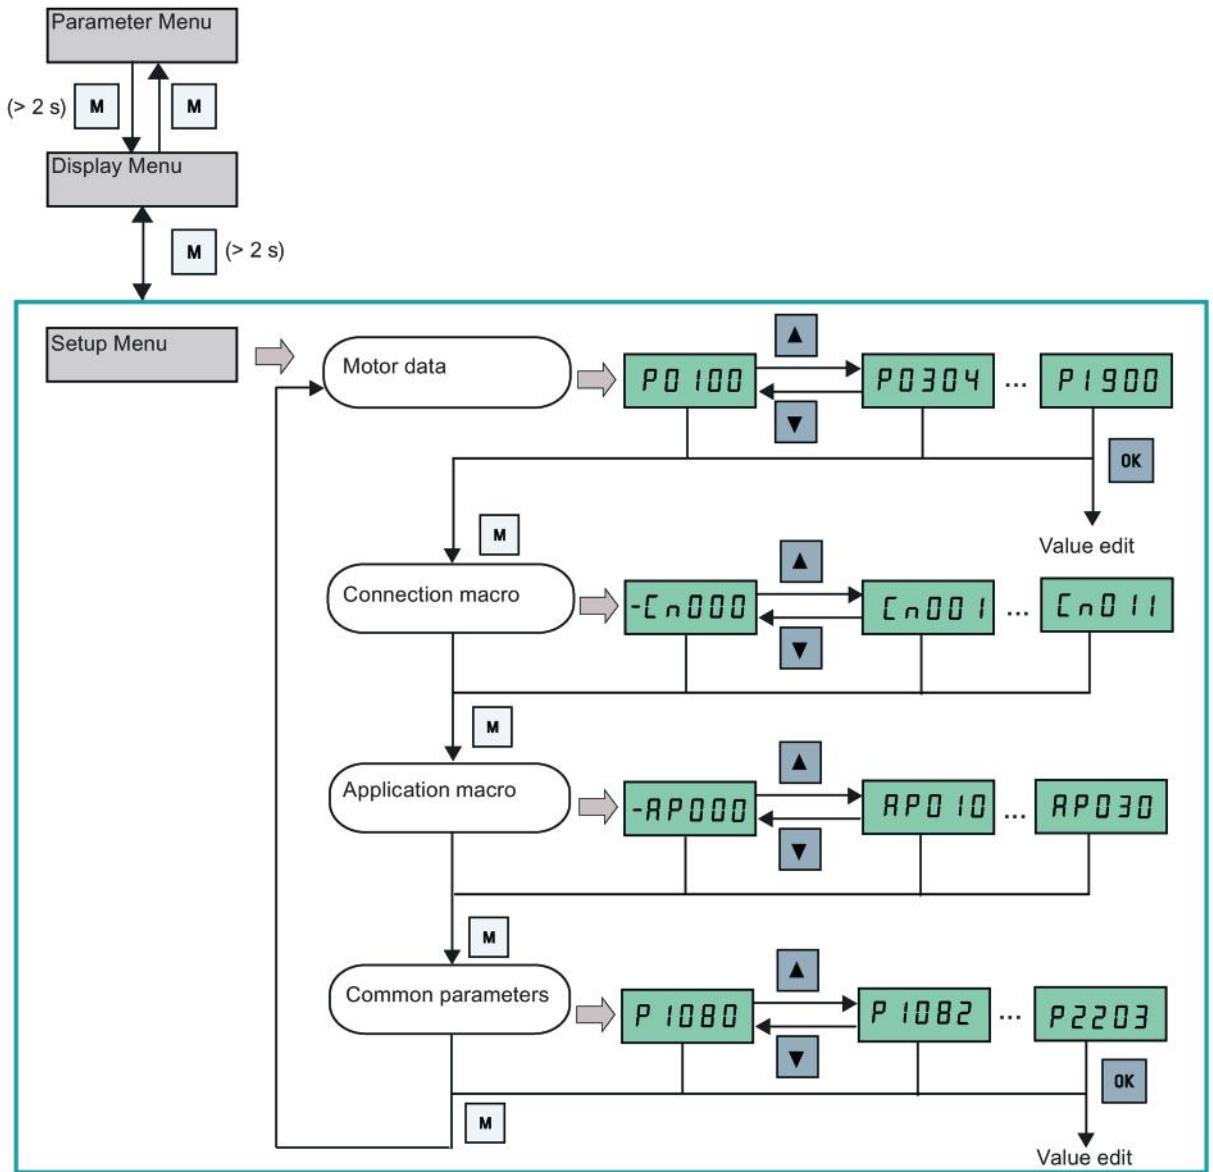 Parameter Menu
(> 2 s) M M
Display Menu
M (> 2 s)
Setup Menu
Motor data
▲
P0100 P0304 ... P1900
▼
OK
M
Value edit
Connection macro
▲
-Cn000 Cn001 ... Cn011
▼
M
Application macro
▲
-AP000 AP010 ... AP030
▼
M
Common parameters
▲
P1080 P1082 ... P2203
▼
OK
M
Value edit